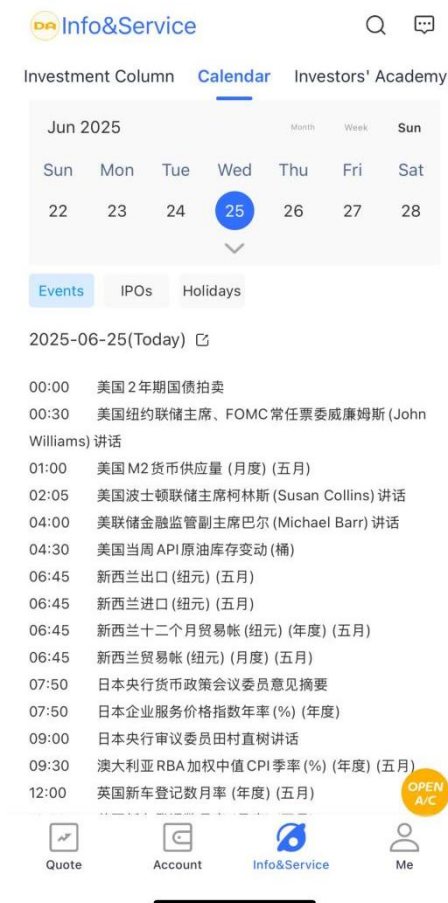 DA Info&Service
Investment Column Calendar Investors' Academy
Jun 2025 Month Week Sun
Sun Mon Tue Wed Thu Fri Sat
22 23 24 25 26 27 28
Events IPOs Holidays
2025-06-25(Today)
00:00 美国2年期国债拍卖
00:30 美国纽约联储主席、FOMC常任票委威廉姆斯(John
Williams)讲话
01:00 美国M2货币供应量 (月度) (五月)
02:05 美国波士顿联储主席柯林斯(Susan Collins)讲话
04:00 美联储金融监管副主席巴尔(Michael Barr)讲话
04:30 美国当周API原油库存变动(桶)
06:45 新西兰出口(纽元) (五月)
06:45 新西兰进口(纽元) (五月)
06:45 新西兰十二个月贸易帐(纽元) (年度) (五月)
06:45 新西兰贸易帐(纽元) (月度) (五月)
07:50 日本央行货币政策会议委员意见摘要
07:50 日本企业服务价格指数年率(%) (年度)
09:00 日本央行审议委员田村直树讲话
09:30 澳大利亚RBA加权中值CPI季率(%) (年度) (五月)
12:00 英国新车登记数月率 (年度) (五月)
OPEN
A/C
Quote Account Info&Service Me